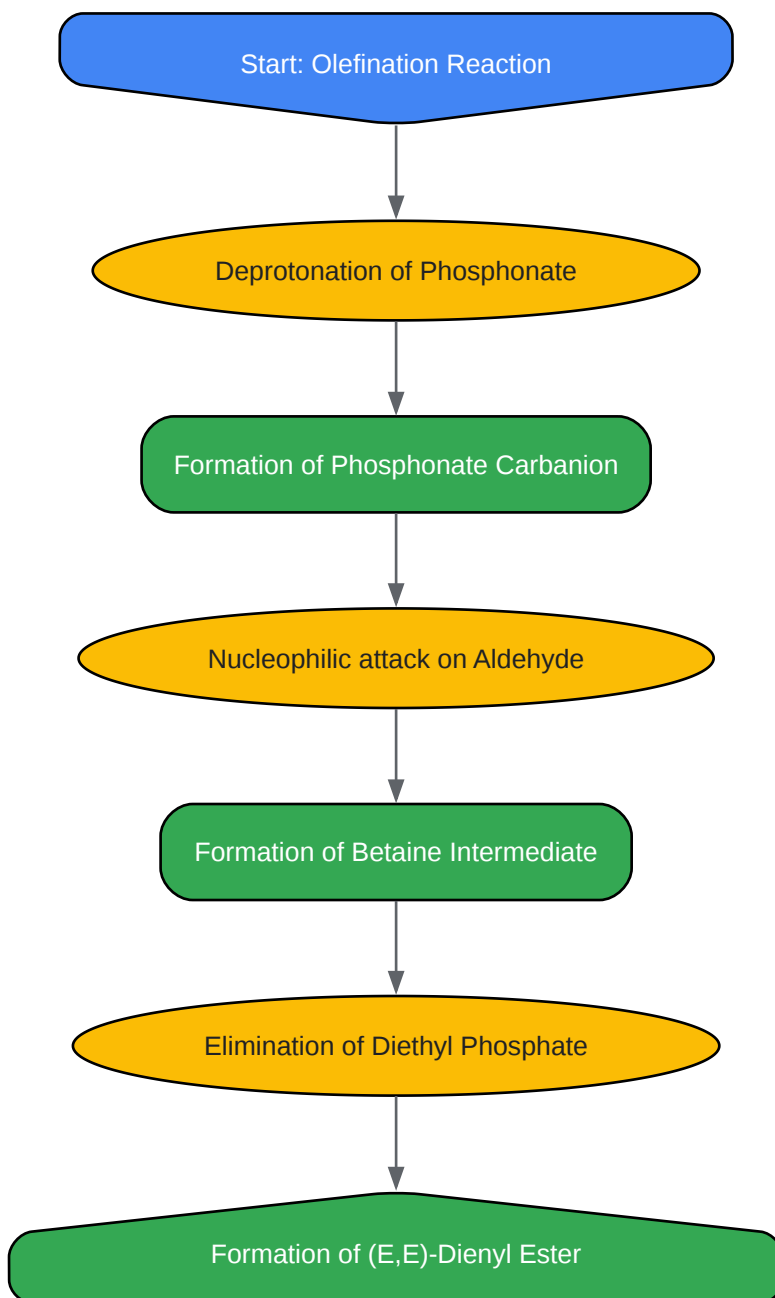 Start: Olefination Reaction
Deprotonation of Phosphonate
Formation of Phosphonate Carbanion
Nucleophilic attack on Aldehyde
Formation of Betaine Intermediate
Elimination of Diethyl Phosphate
Formation of (E,E)-Dienyl Ester